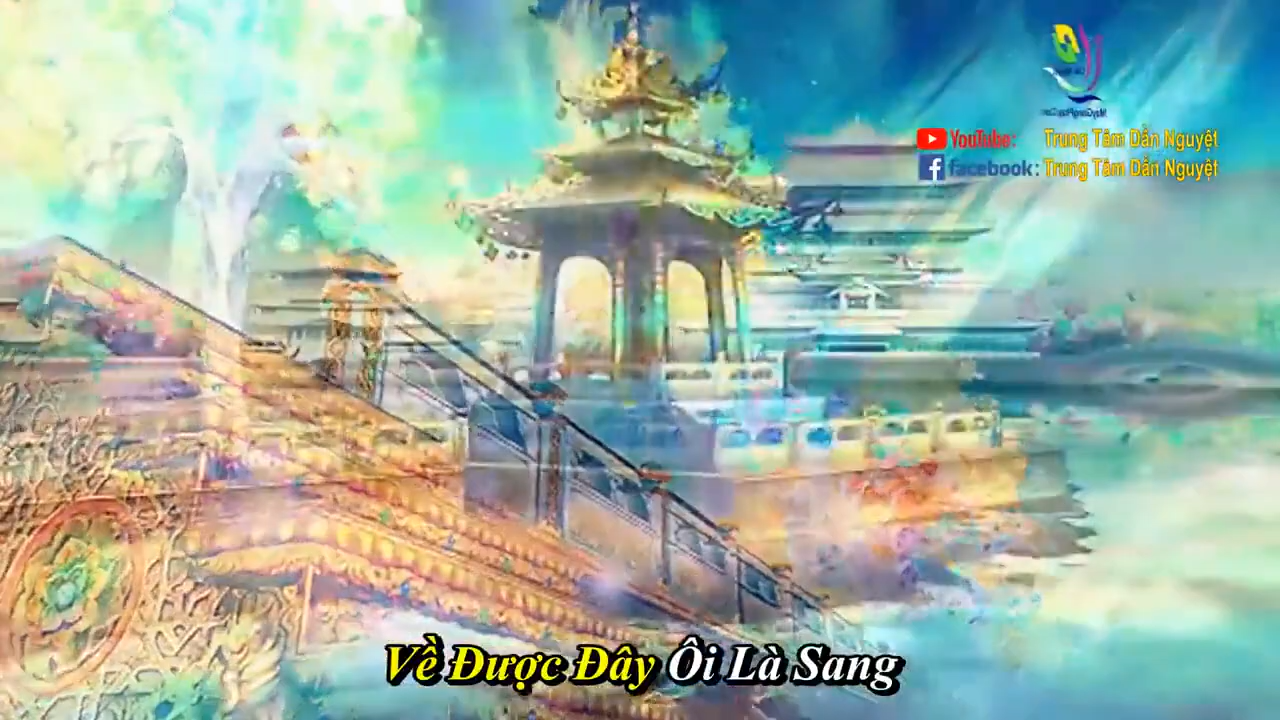 YouTube: Trung Tâm Dẫn Nguyệt
facebook: Trung Tâm Dẫn Nguyệt
Về Được Đây Ôi Là Sang